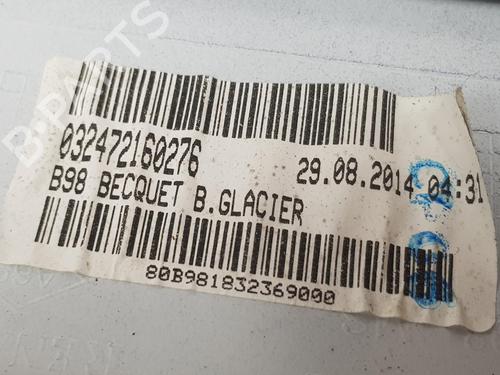 B-PARTS
032472160276 29.08.2014 04:31
B98 BECQUET B.GLACIER
80B981832369000